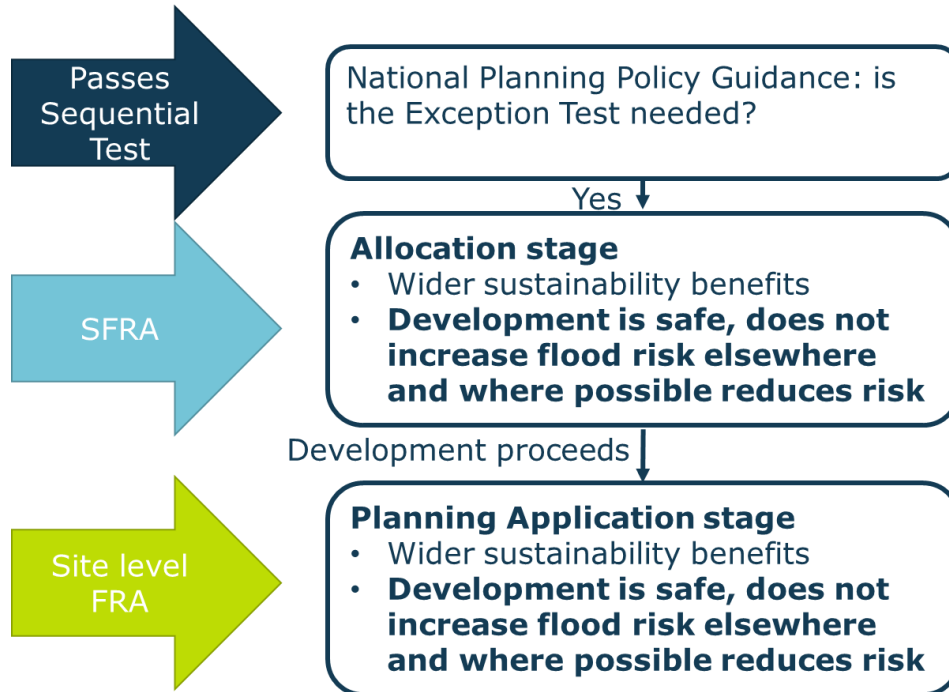 Passes
Sequential
Test
National Planning Policy Guidance: is
the Exception Test needed?
Yes
SFRA
Allocation stage
• Wider sustainability benefits
• Development is safe, does not
increase flood risk elsewhere
and where possible reduces risk
Development proceeds
Site level
FRA
Planning Application stage
• Wider sustainability benefits
• Development is safe, does not
increase flood risk elsewhere
and where possible reduces risk